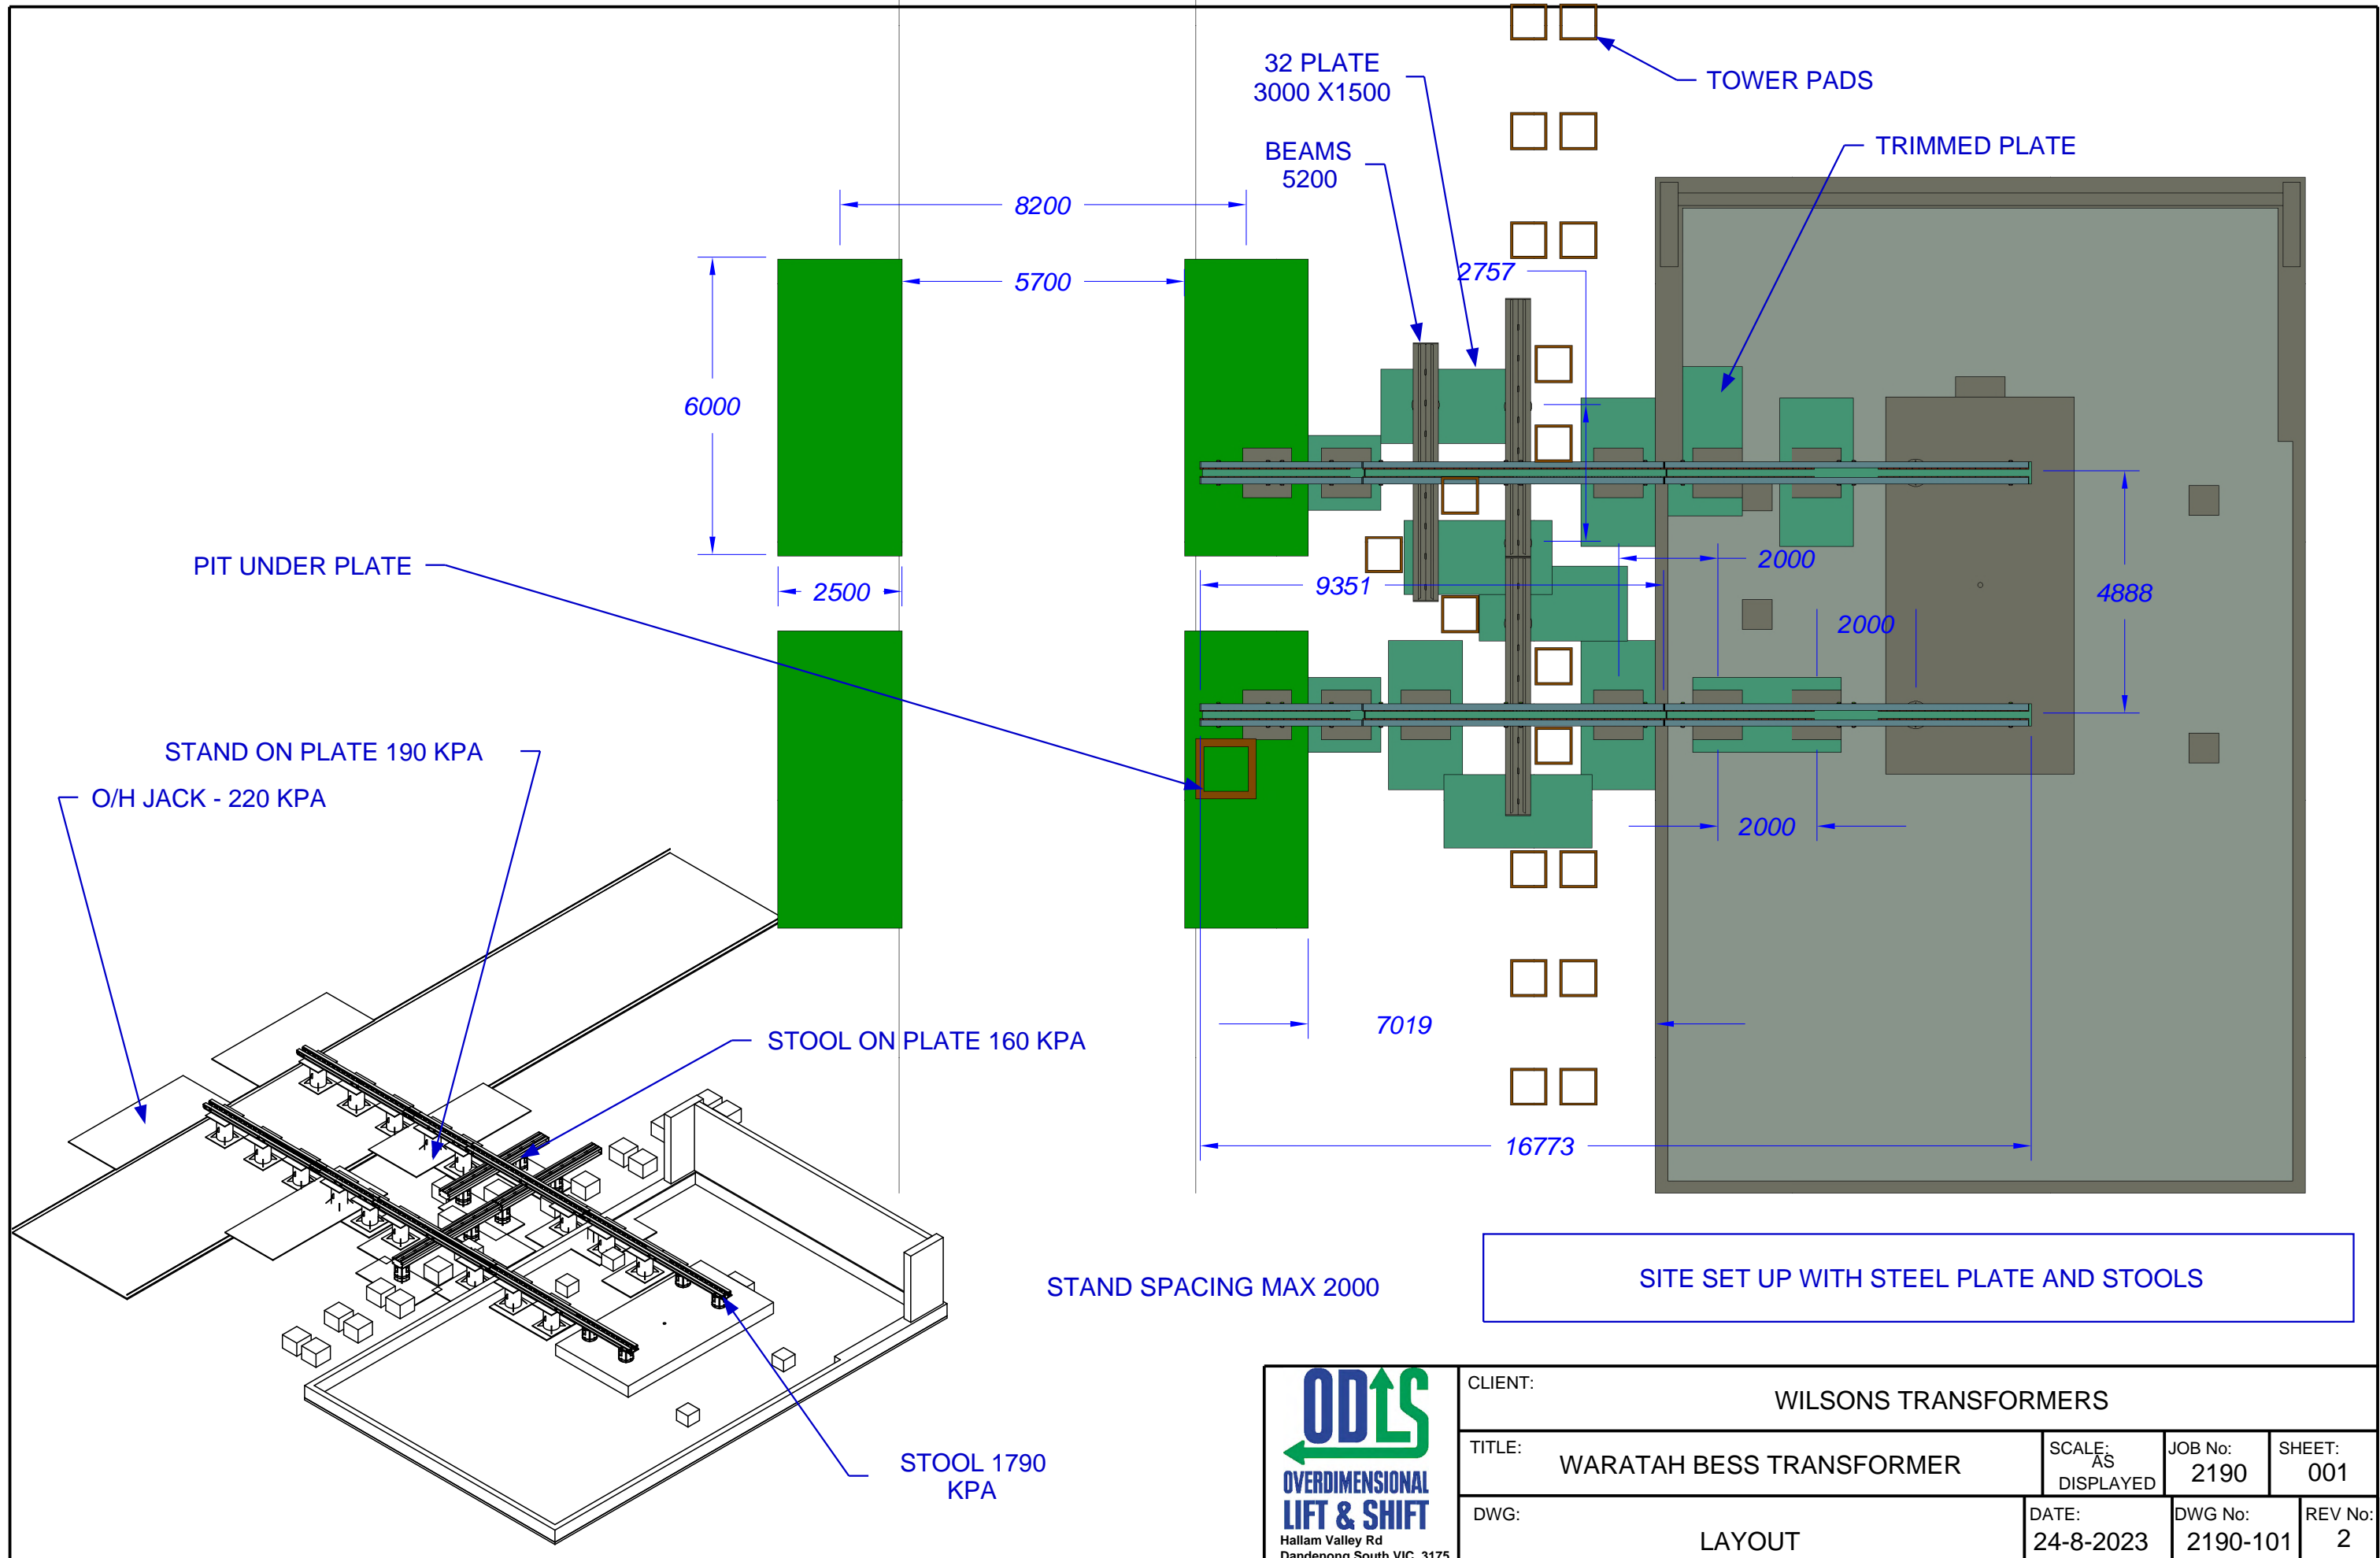 32 PLATE
3000 X1500
TOWER PADS
BEAMS
5200
TRIMMED PLATE
8200
5700
2757
6000
PIT UNDER PLATE
2500
9351
2000
4888
2000
STAND ON PLATE 190 KPA
O/H JACK - 220 KPA
2000
7019
STOOL ON PLATE 160 KPA
16773
STAND SPACING MAX 2000
SITE SET UP WITH STEEL PLATE AND STOOLS
STOOL 1790
KPA
ODLS
OVERDIMENSIONAL
LIFT & SHIFT
Hallam Valley Rd
Dandenong South VIC, 3175
CLIENT:
WILSONS TRANSFORMERS
TITLE:
WARATAH BESS TRANSFORMER
SCALE:
AS
DISPLAYED
JOB No:
2190
SHEET:
001
DWG:
LAYOUT
DATE:
24-8-2023
DWG No:
2190-101
REV No:
2